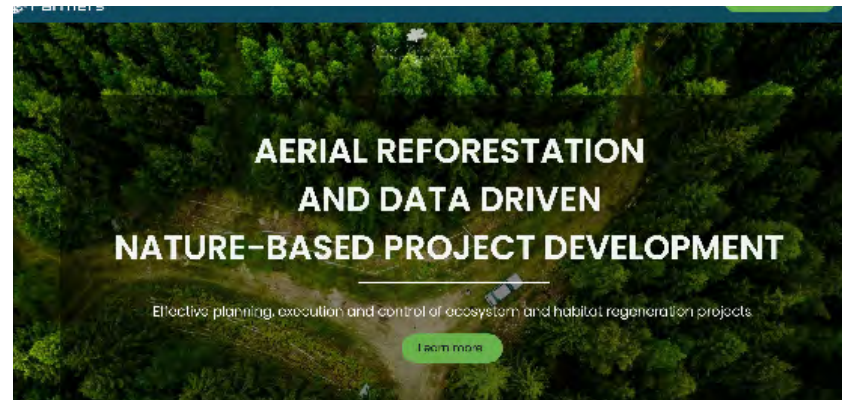 Farmers
AERIAL REFORESTATION
AND DATA DRIVEN
NATURE-BASED PROJECT DEVELOPMENT
Effective planning, execution and control of ecosystem and habitat regeneration projects.
Learn more